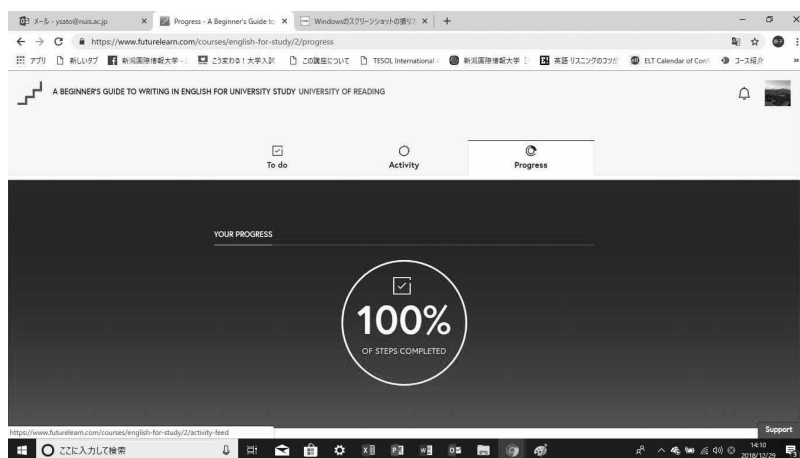 メール - ysato@nuis.ac.jp
Progress - A Beginner's Guide to
Windowsのスクリーンショットの撮り方
https://www.futurelearn.com/courses/english-for-study/2/progress
アプリ
新しいタブ
新潟国際情報大学 -
こう変わる！大学入試
この講座について
TESOL International
新潟国際情報大学
英語リスニングのコツが
ELT Calendar of Con
コース紹介
A BEGINNER'S GUIDE TO WRITING IN ENGLISH FOR UNIVERSITY STUDY UNIVERSITY OF READING
To do
Activity
Progress
YOUR PROGRESS
100%
OF STEPS COMPLETED
https://www.futurelearn.com/courses/english-for-study/2/activity-feed
Support
ここに入力して検索
14:10
2018/12/29